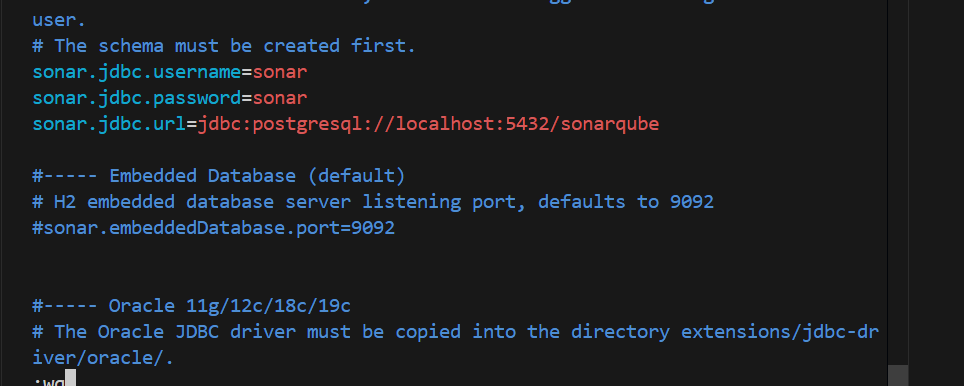 user.
# The schema must be created first.
sonar.jdbc.username=sonar
sonar.jdbc.password=sonar
sonar.jdbc.url=jdbc:postgresql://localhost:5432/sonarqube
#----- Embedded Database (default)
# H2 embedded database server listening port, defaults to 9092
#sonar.embeddedDatabase.port=9092
#----- Oracle 11g/12c/18c/19c
# The Oracle JDBC driver must be copied into the directory extensions/jdbc-dr
iver/oracle/.
:wq